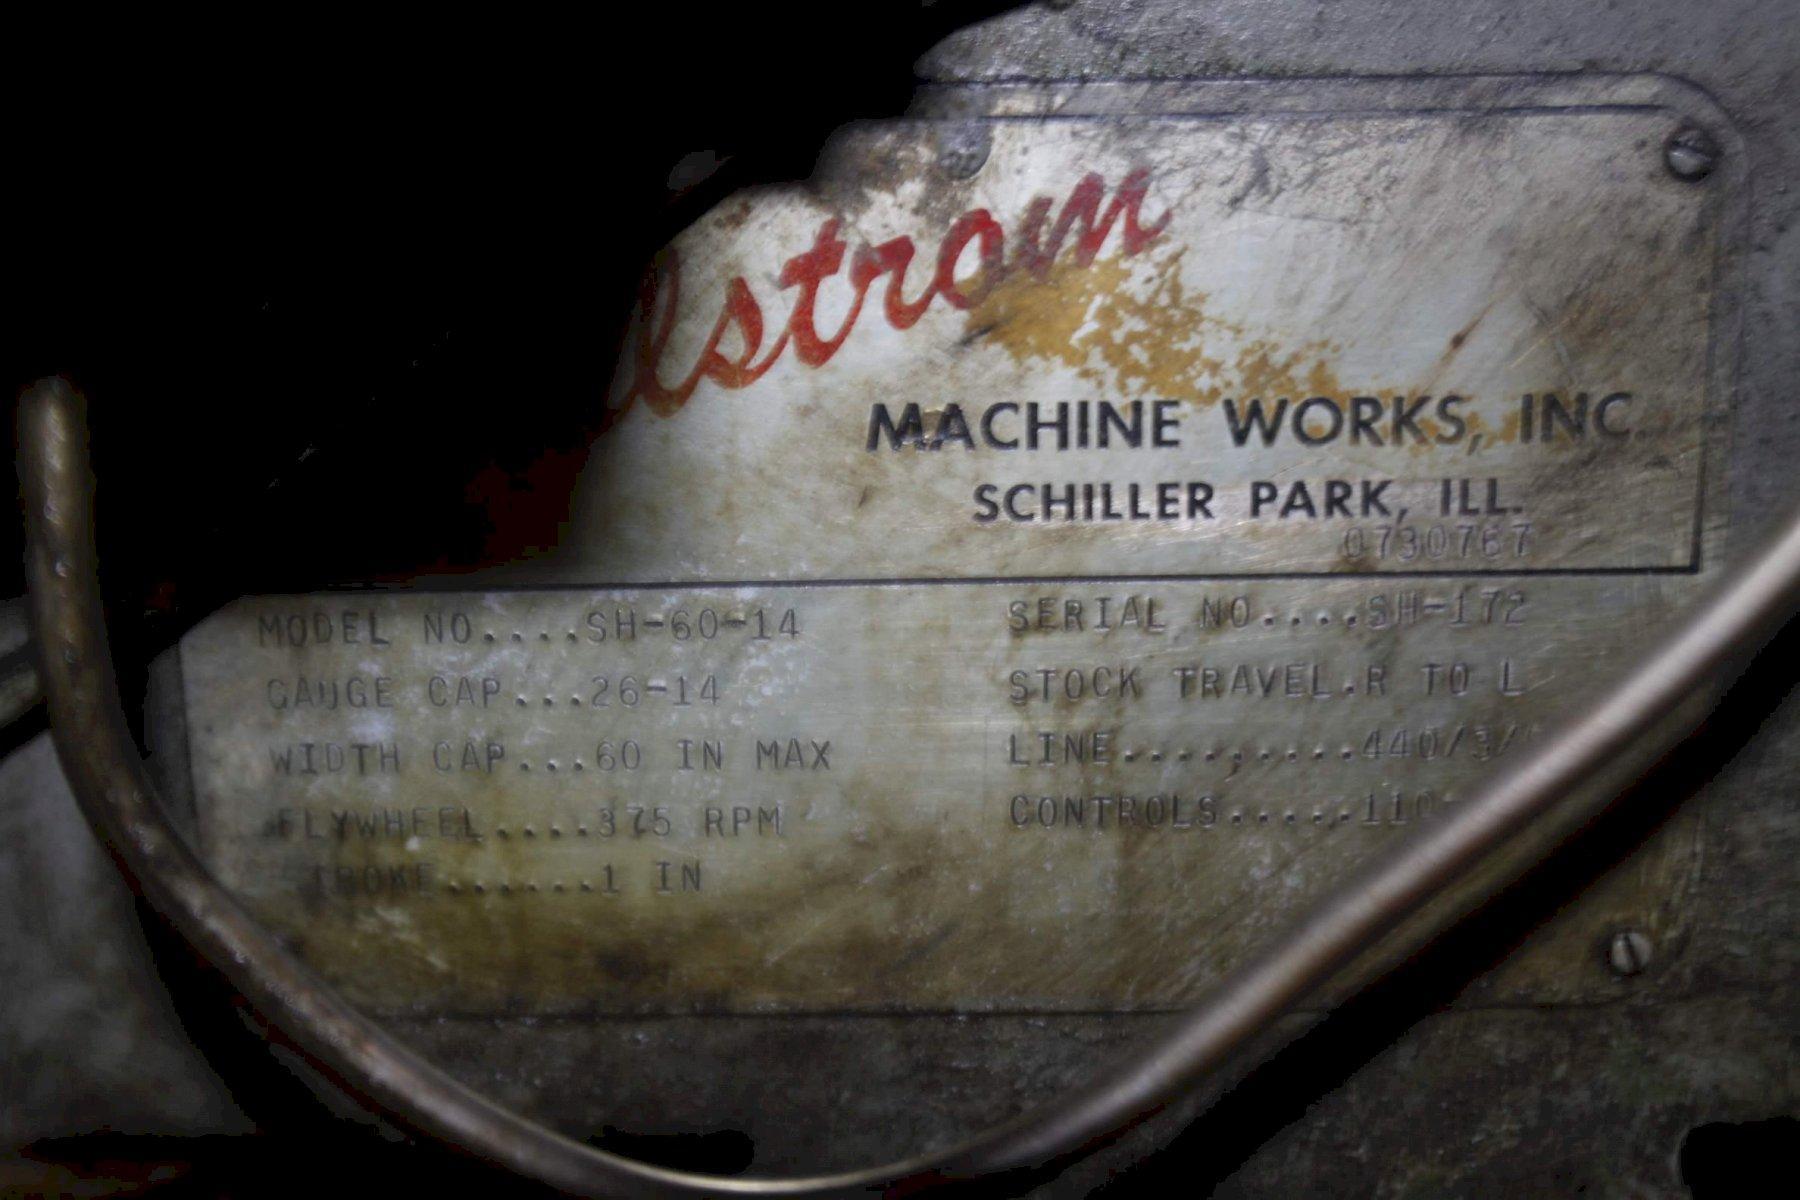 lstrom
MACHINE WORKS, INC.
SCHILLER PARK, ILL.
0730767
MODEL NO....SH-60-14
GAUGE CAP...26-14
WIDTH CAP...60 IN MAX
FLYWHEEL....375 RPM
TROKE.......1 IN
SERIAL NO....SH-172
STOCK TRAVEL.R TO L
LINE.........440/3/
CONTROLS......110-